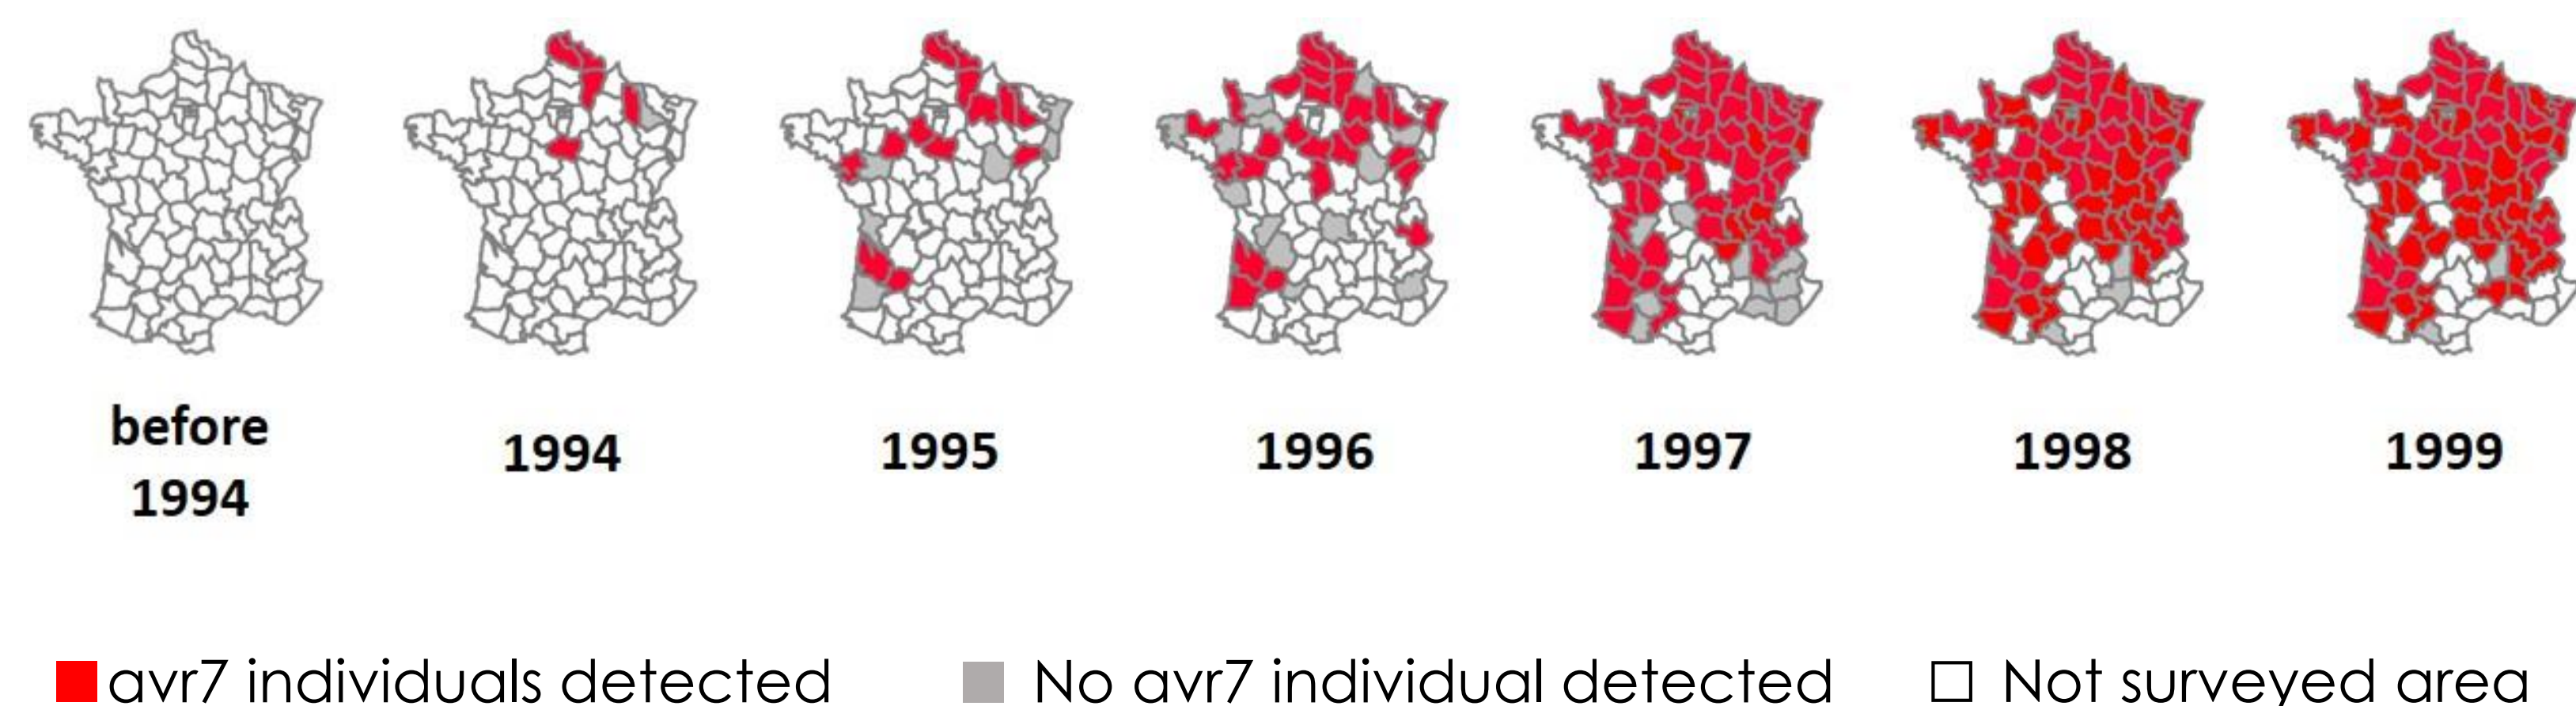 before
1994
1994
1995
1996
1997
1998
1999
avr7 individuals detected
No avr7 individual detected
Not surveyed area